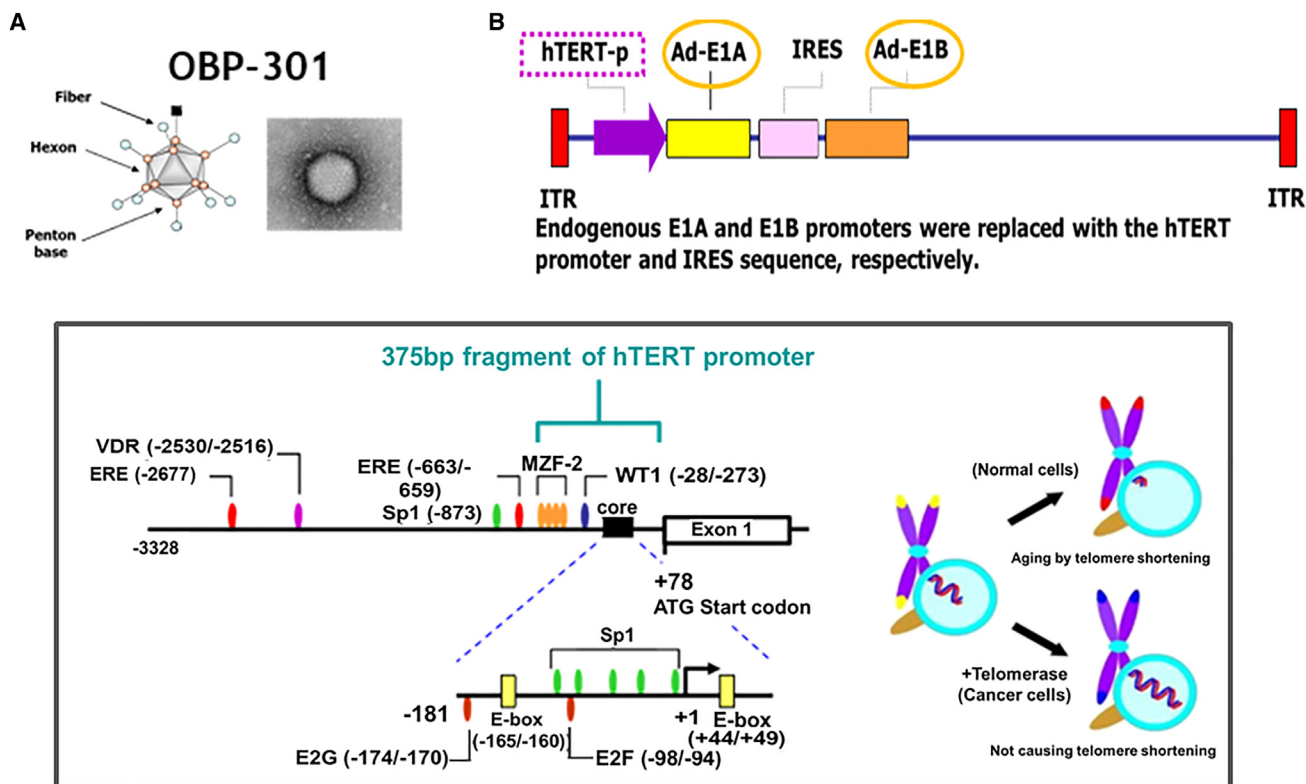 A
OBP-301
Fiber
Hexon
Penton
base
B
hTERT-p
Ad-E1A
IRES
Ad-E1B
ITR
ITR
Endogenous E1A and E1B promoters were replaced with the hTERT
promoter and IRES sequence, respectively.
375bp fragment of hTERT promoter
VDR (-2530/-2516)
ERE (-2677)
ERE (-663/-
659)
Sp1 (-873)
MZF-2
WT1 (-28/-273)
core
Exon 1
-3328
+78
ATG Start codon
Sp1
-181
E-box
(-165/-160)
+1
E-box
(+44/+49)
E2G (-174/-170)
E2F (-98/-94)
(Normal cells)
Aging by telomere shortening
+Telomerase
(Cancer cells)
Not causing telomere shortening